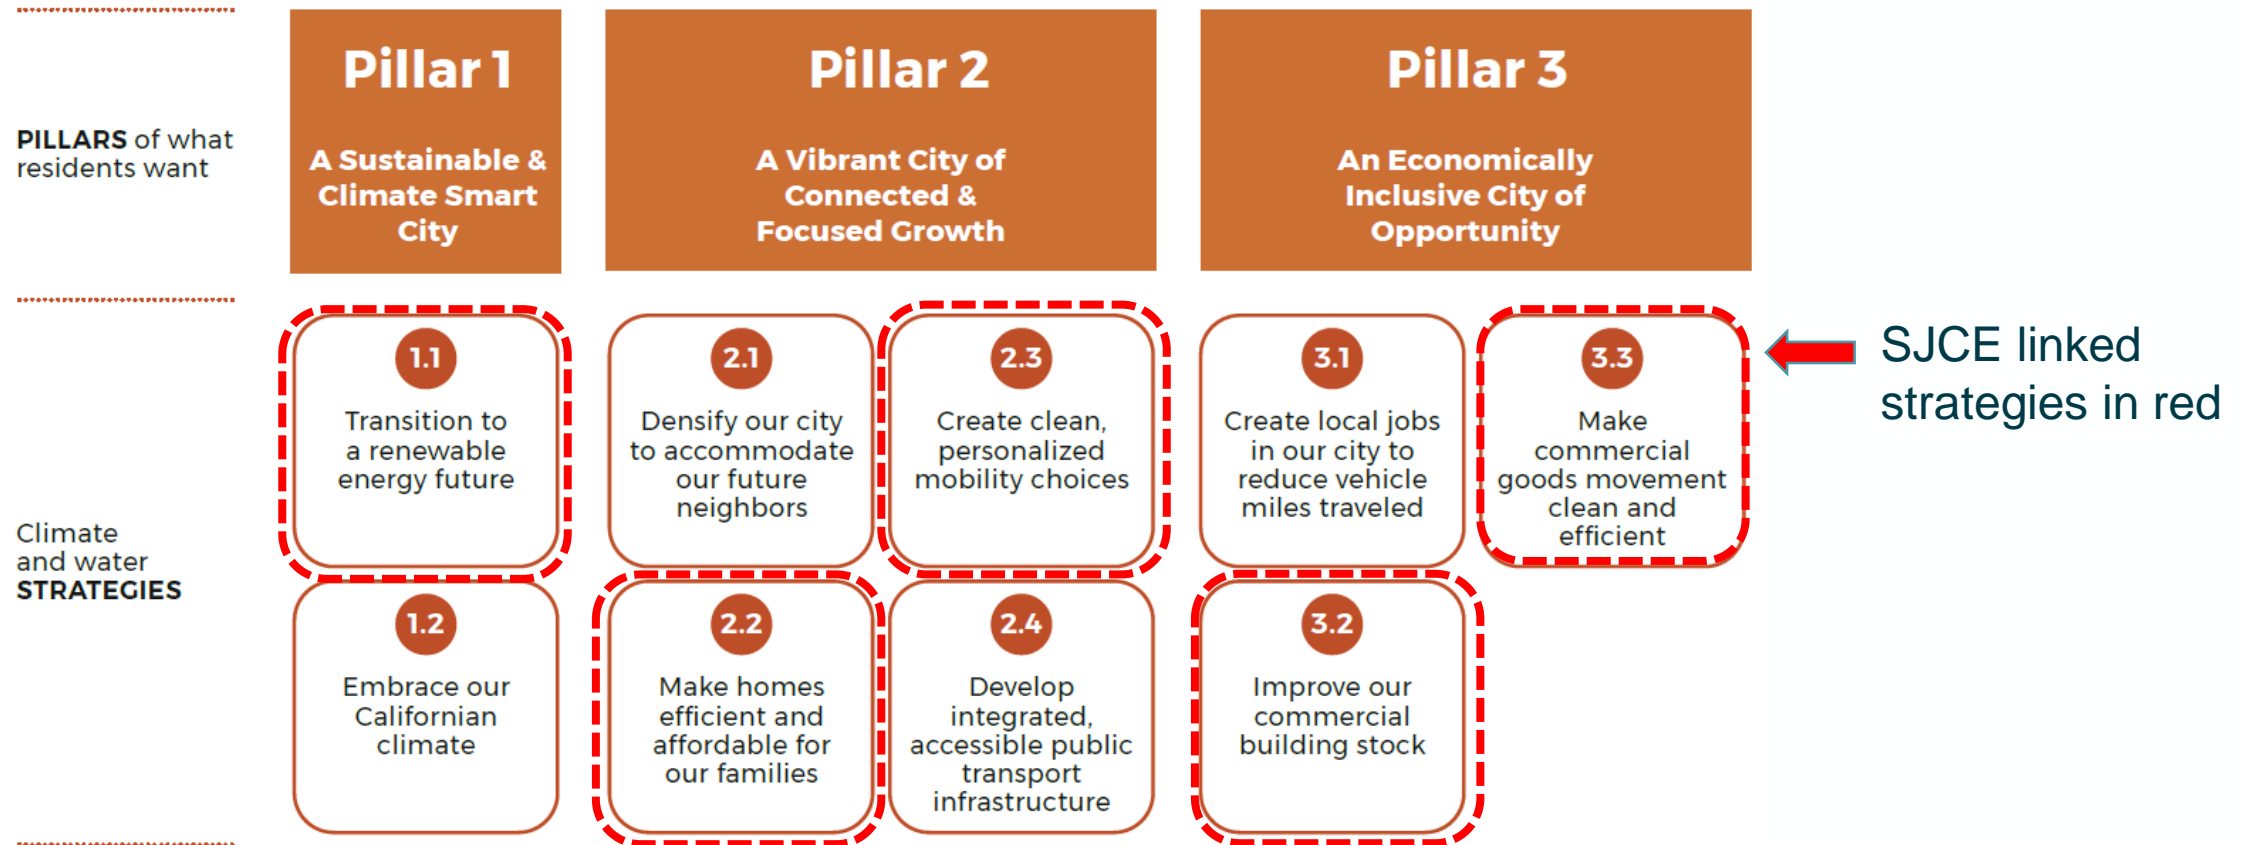 PILLARS of what
residents want
Pillar 1
A Sustainable &
Climate Smart
City
Pillar 2
A Vibrant City of
Connected &
Focused Growth
Pillar 3
An Economically
Inclusive City of
Opportunity
Climate
and water
STRATEGIES
1.1
Transition to
a renewable
energy future
1.2
Embrace our
Californian
climate
2.1
Densify our city
to accommodate
our future
neighbors
2.2
Make homes
efficient and
affordable for
our families
2.3
Create clean,
personalized
mobility choices
2.4
Develop
integrated,
accessible public
transport
infrastructure
3.1
Create local jobs
in our city to
reduce vehicle
miles traveled
3.2
Improve our
commercial
building stock
3.3
Make
commercial
goods movement
clean and
efficient
SJCE linked
strategies in red